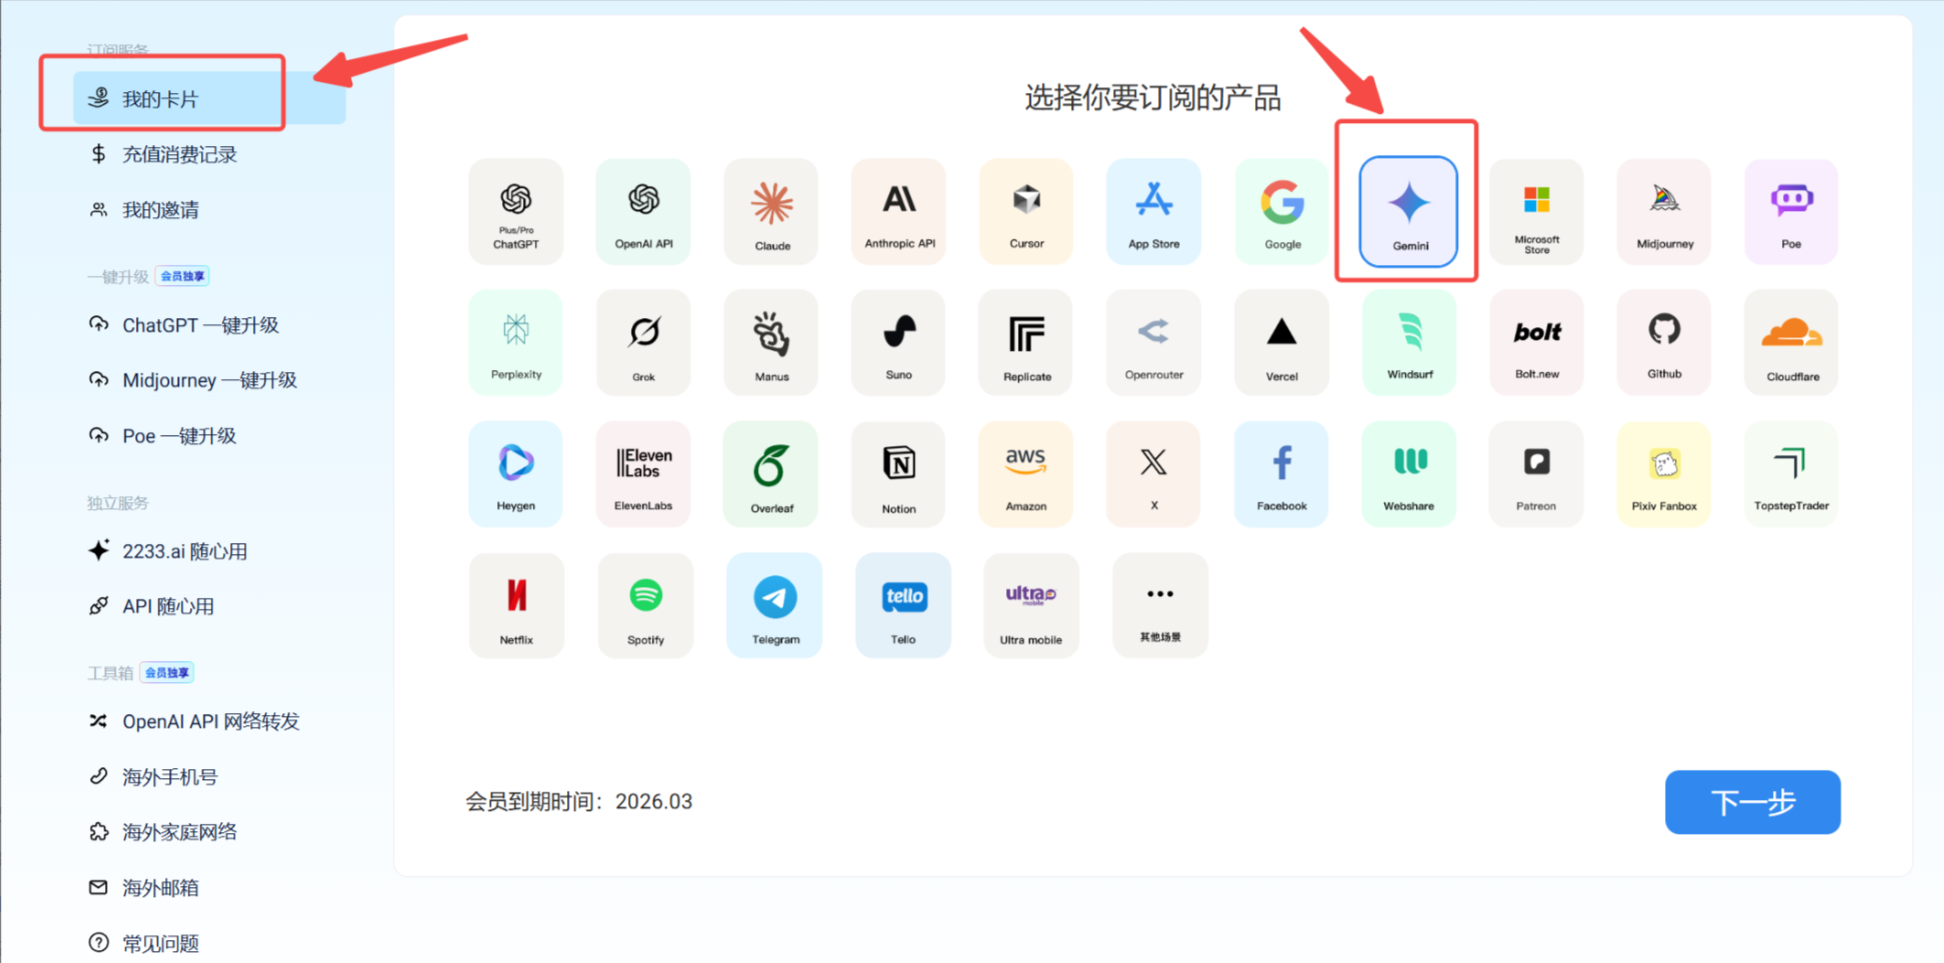 订阅服务
我的卡片
充值消费记录
我的邀请
一键升级 会员独享
ChatGPT 一键升级
Midjourney 一键升级
Poe 一键升级
独立服务
2233.ai 随心用
API 随心用
工具箱 会员独享
OpenAI API 网络转发
海外手机号
海外家庭网络
海外邮箱
常见问题
选择你要订阅的产品
Plus/Pro
ChatGPT
OpenAI API
Claude
Anthropic API
Cursor
App Store
Google
Gemini
Microsoft
Store
Midjourney
Poe
Perplexity
Grok
Manus
Suno
Replicate
Openrouter
Vercel
Windsurf
bolt
Bolt.new
Github
Cloudflare
Heygen
Eleven
Labs
ElevenLabs
Overleaf
Notion
aws
Amazon
X
Facebook
Webshare
Patreon
Pixiv Fanbox
TopstepTrader
Netflix
Spotify
Telegram
tello
Tello
ultra
mobile
Ultra mobile
其他场景
会员到期时间：2026.03
下一步